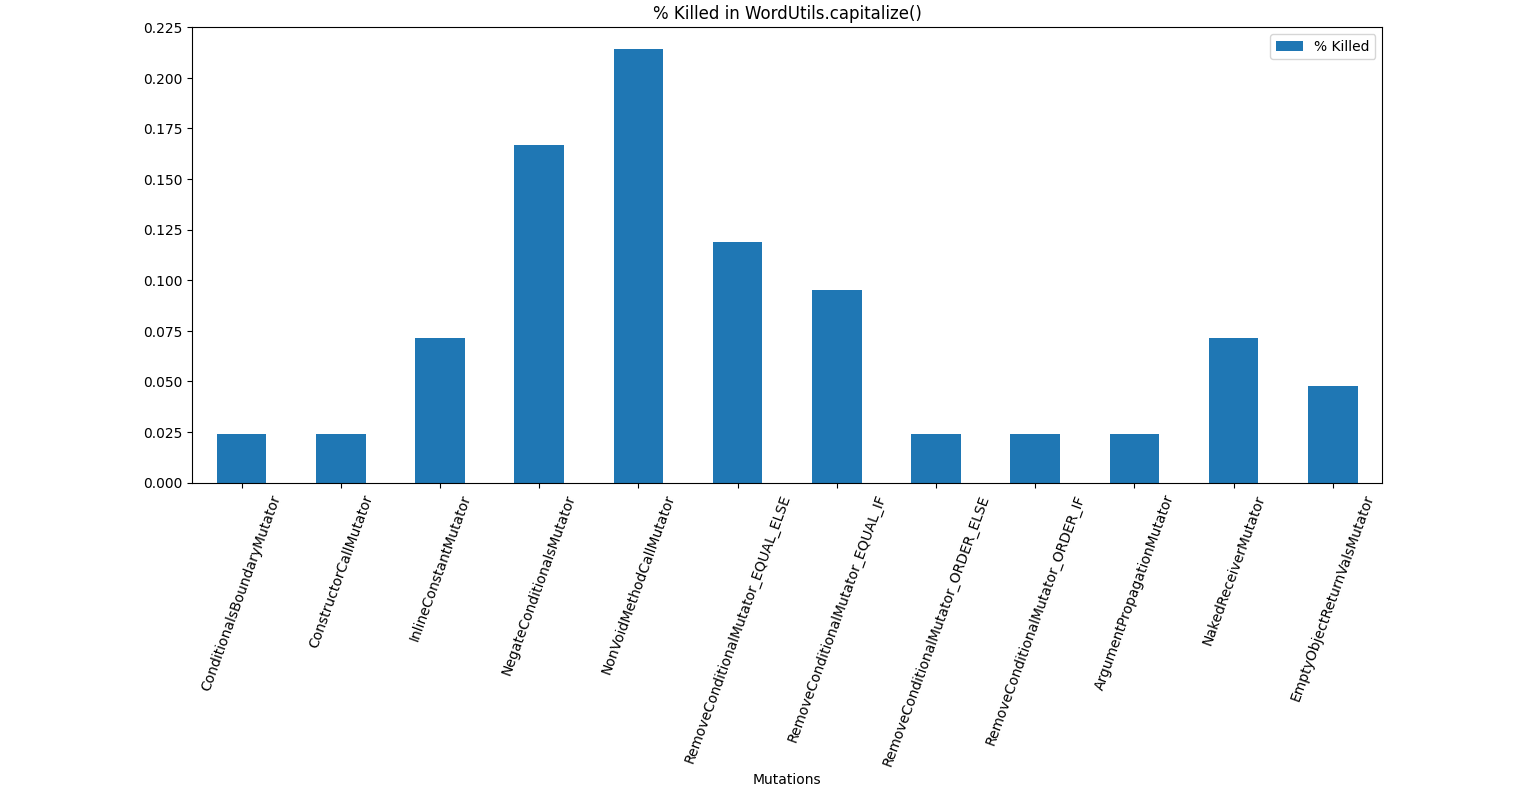 % Killed in WordUtils.capitalize()
% Killed
0.225
0.200
0.175
0.150
0.125
0.100
0.075
0.050
0.025
0.000
ConditionalsBoundaryMutator
ConstructorCallMutator
InlineConstantMutator
NegateConditionalsMutator
NonVoidMethodCallMutator
RemoveConditionalMutator_EQUAL_ELSE
RemoveConditionalMutator_EQUAL_IF
RemoveConditionalMutator_ORDER_ELSE
RemoveConditionalMutator_ORDER_IF
ArgumentPropagationMutator
NakedReceiverMutator
EmptyObjectReturnValsMutator
Mutations